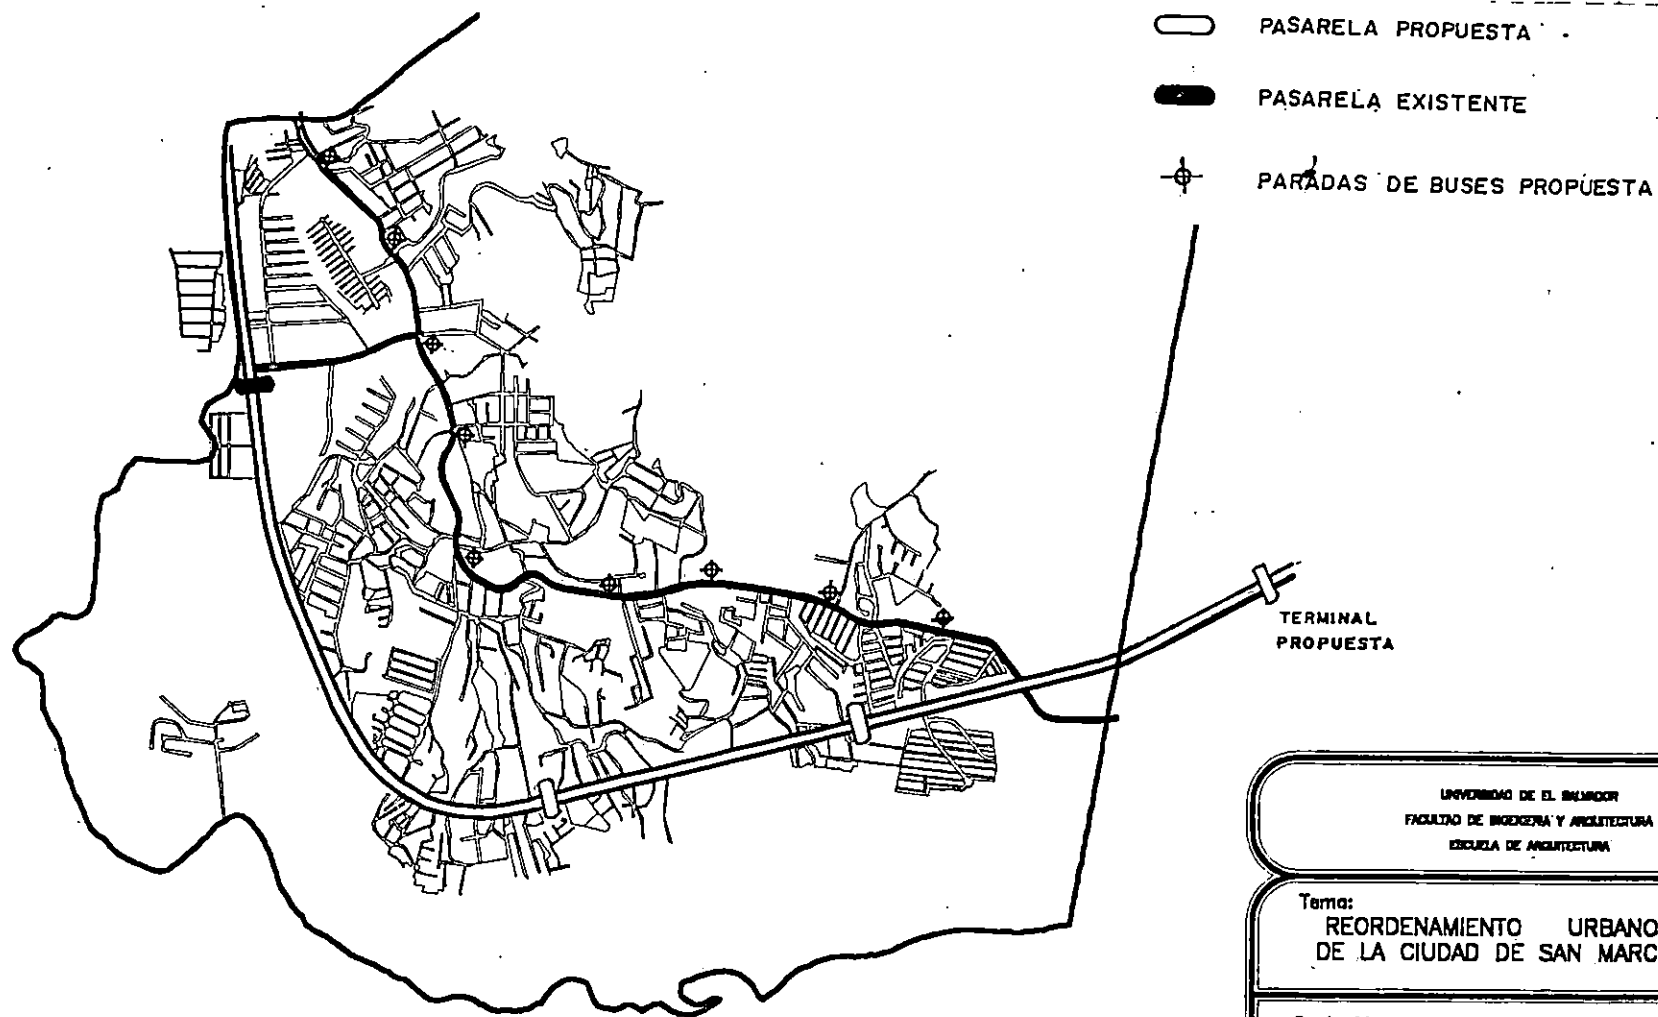 PASARELA PROPUESTA
PASARELA EXISTENTE
PARADAS DE BUSES PROPUESTA
TERMINAL
PROPUESTA
UNIVERSIDAD DE EL SALVADOR
FACULTAD DE INGENIERIA Y ARQUITECTURA
ESCUELA DE ARQUITECTURA
Tema:
REORDENAMIENTO URBANO
DE LA CIUDAD DE SAN MARC